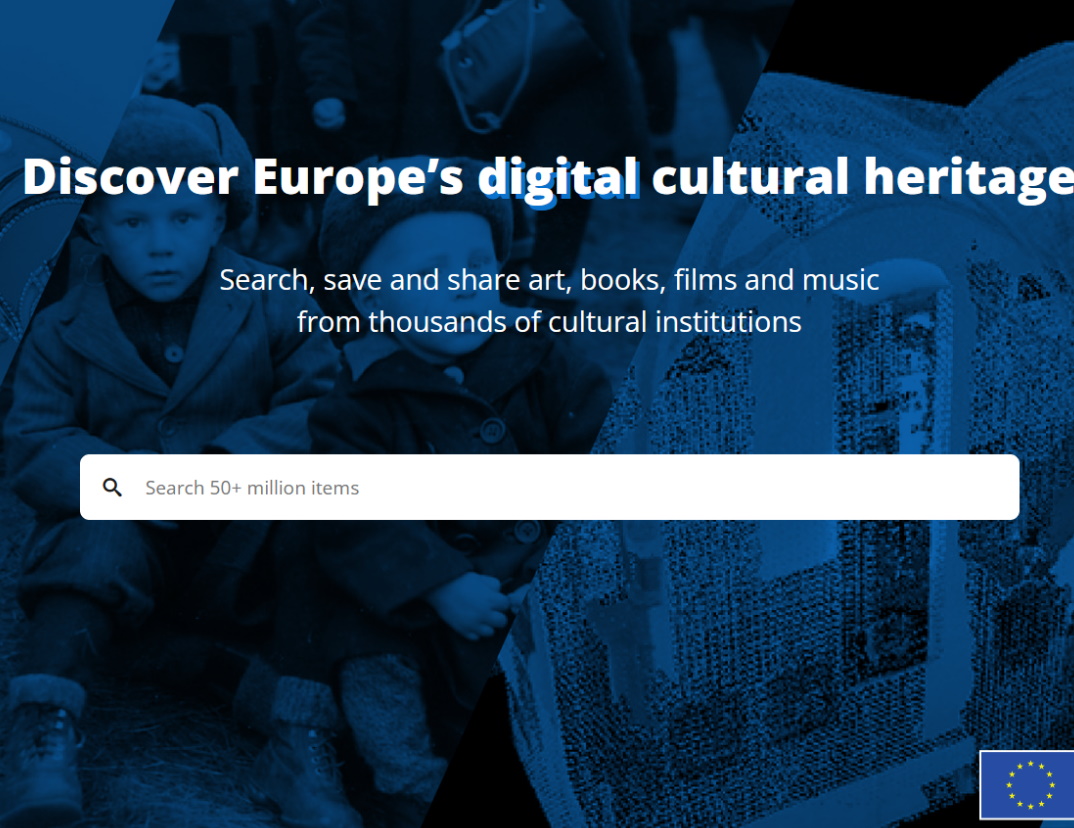 Discover Europe’s digital cultural heritage
Search, save and share art, books, films and music
from thousands of cultural institutions
Search 50+ million items